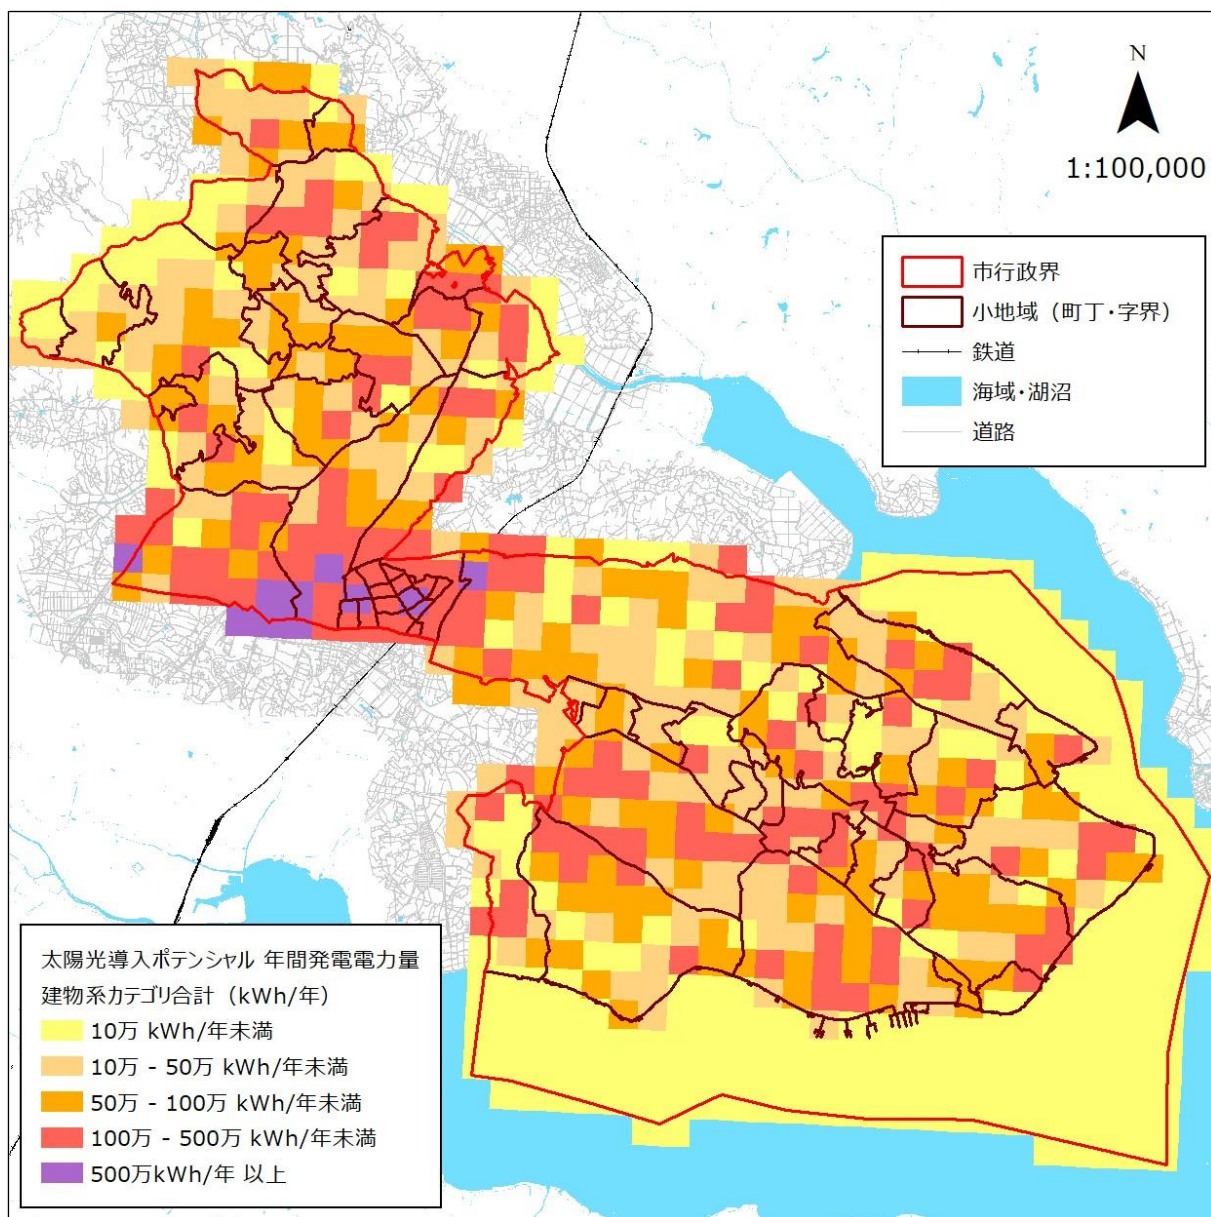 N
1:100,000
市行政界
小地域（町丁・字界）
鉄道
海域・湖沼
道路
太陽光導入ポテンシャル 年間発電電力量
建物系カテゴリ合計（kWh/年）
10万 kWh/年未満
10万 - 50万 kWh/年未満
50万 - 100万 kWh/年未満
100万 - 500万 kWh/年未満
500万kWh/年 以上